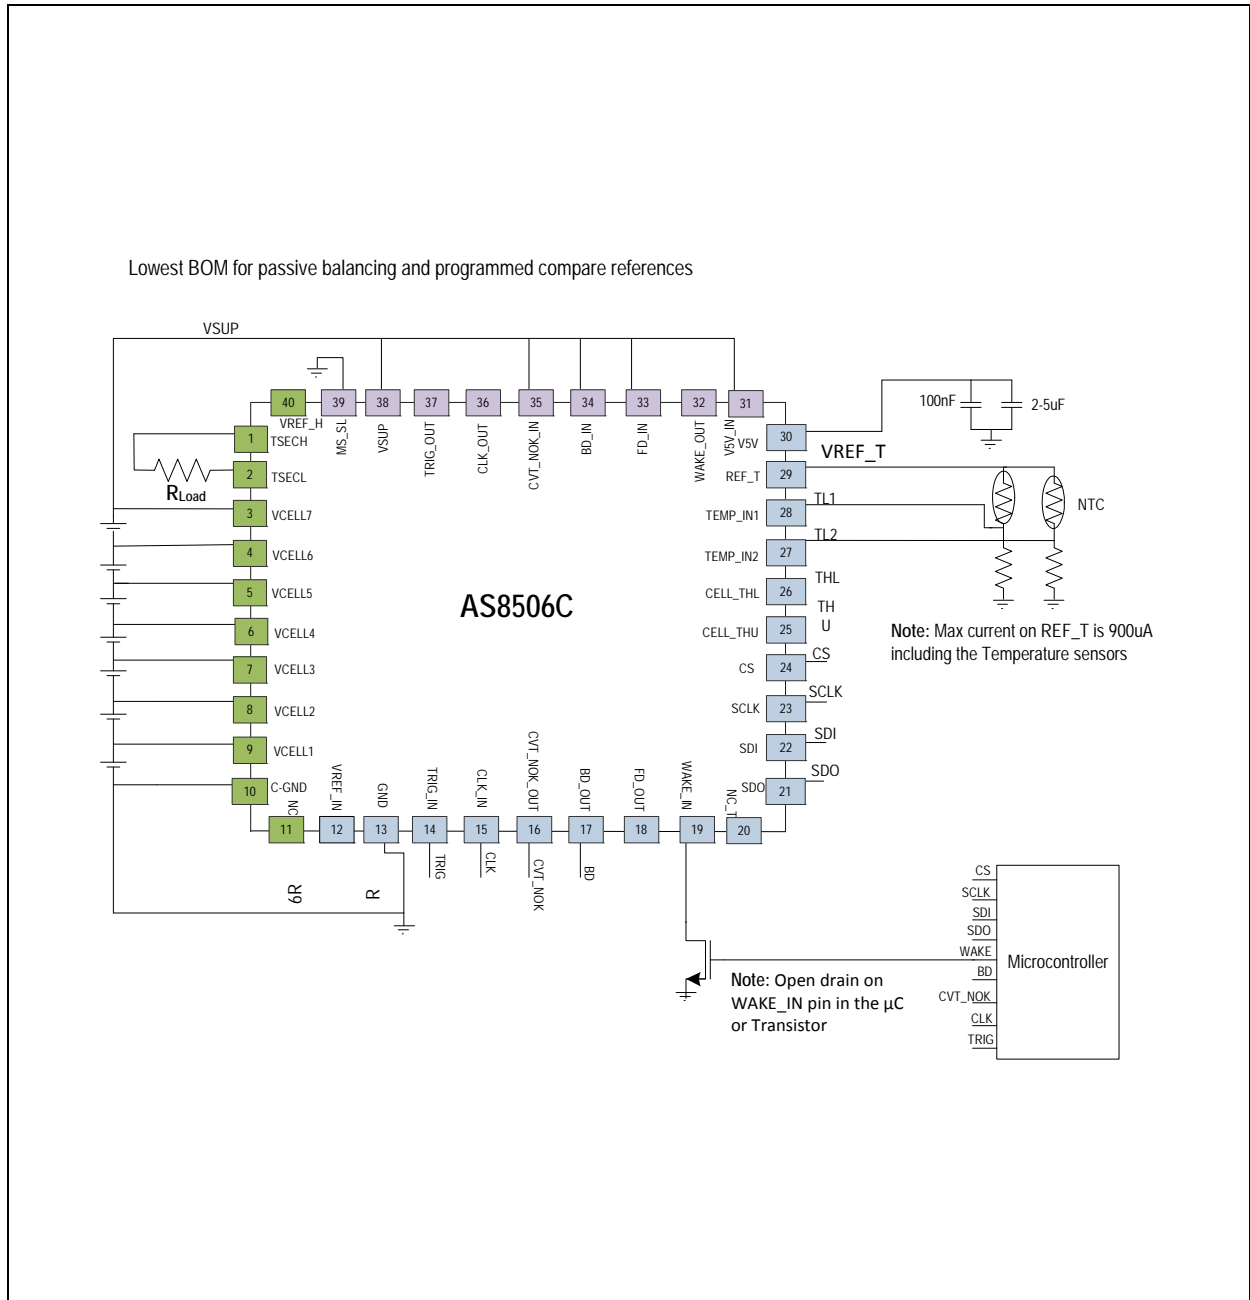 Lowest BOM for passive balancing and programmed compare references
VSUP
40
39
38
37
36
35
34
33
32
31
VREF_H
MS_SL
VSUP
TRIG_OUT
CLK_OUT
CVT_NOK_IN
BD_IN
FD_IN
WAKE_OUT
V5V_IN
1
TSECH
2
TSECL
RLoad
3
VCELL7
4
VCELL6
5
VCELL5
6
VCELL4
7
VCELL3
8
VCELL2
9
VCELL1
10
C-GND
AS8506C
V5V
30
100nF
2-5uF
VREF_T
REF_T
29
TL1
TEMP_IN1
28
NTC
TL2
TEMP_IN2
27
THL
CELL_THL
26
TH
U
CELL_THU
25
Note: Max current on REF_T is 900uA
including the Temperature sensors
CS
CS
24
SCLK
SCLK
23
SDI
SDI
22
SDO
SDO
21
NC
VREF_IN
GND
TRIG_IN
CLK_IN
CVT_NOK_OUT
BD_OUT
FD_OUT
WAKE_IN
NC_T
11
12
13
14
15
16
17
18
19
20
6R
R
TRIG
CLK
CVT_NOK
BD
Note: Open drain on
WAKE_IN pin in the µC
or Transistor
CS
SCLK
SDI
SDO
WAKE
BD
CVT_NOK
CLK
TRIG
Microcontroller